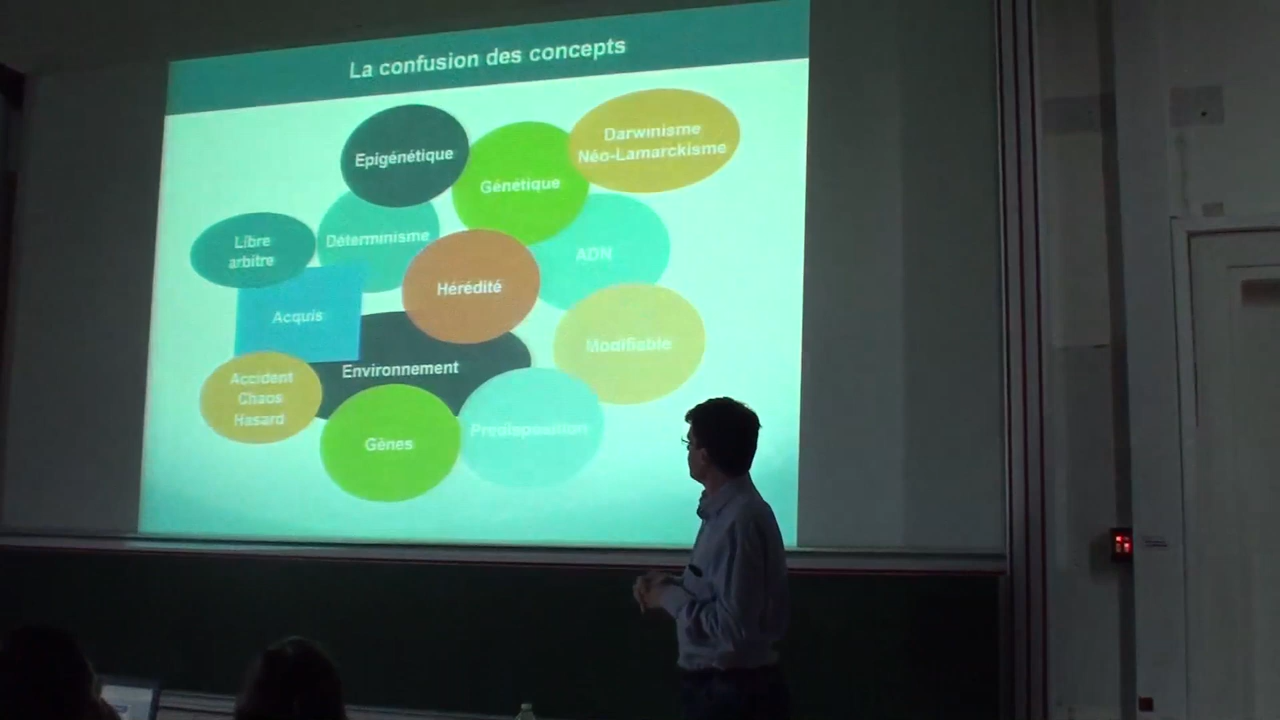 La confusion des concepts
Epigénétique
Darwinisme
Néo-Lamarckisme
Génétique
Libre
arbitre
Déterminisme
ADN
Hérédité
Acquis
Modifiable
Environnement
Accident
Chaos
Hasard
Gènes
Predisposition